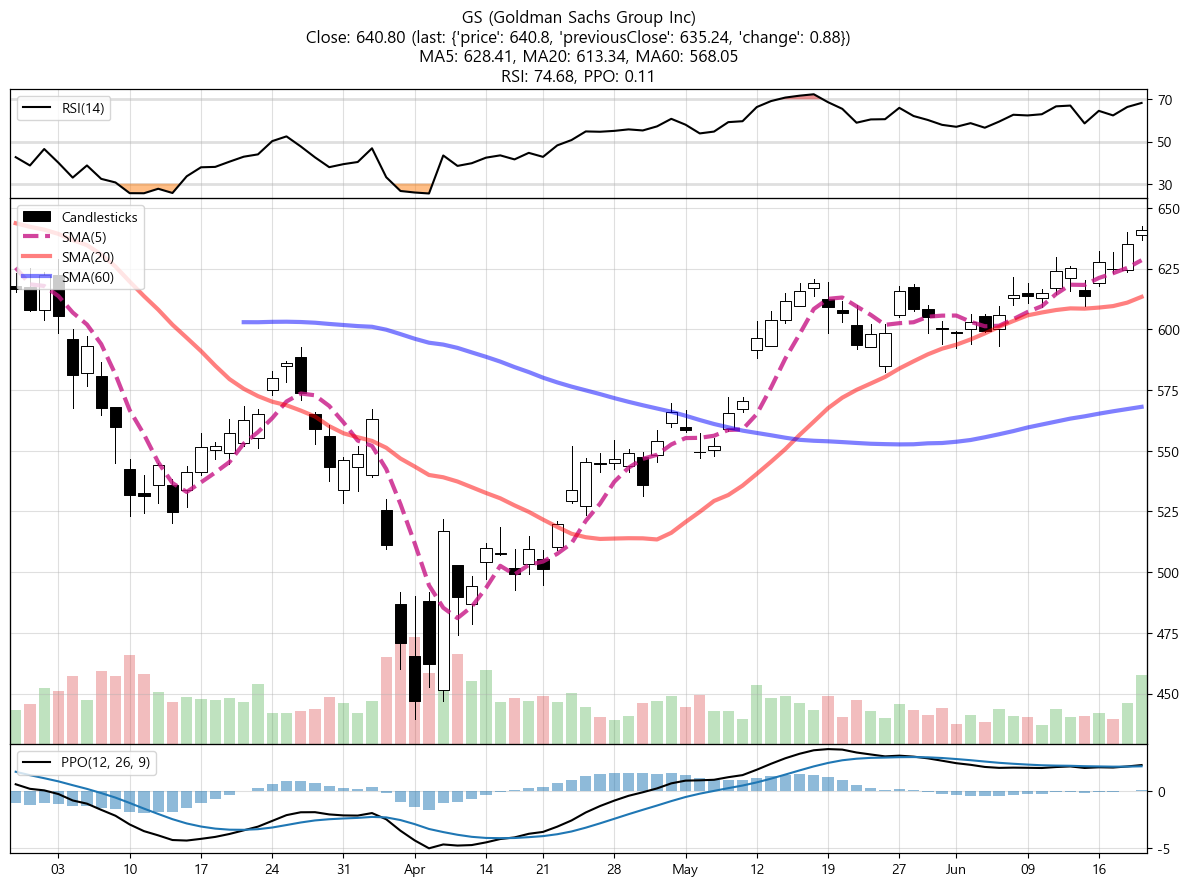 GS (Goldman Sachs Group Inc)
Close: 640.80 (last: {'price': 640.8, 'previousClose': 635.24, 'change': 0.88})
MA5: 628.41, MA20: 613.34, MA60: 568.05
RSI: 74.68, PPO: 0.11
RSI(14)
70
50
30
Candlesticks
SMA(5)
SMA(20)
SMA(60)
650
625
600
575
550
525
500
475
450
PPO(12, 26, 9)
0
-5
03 10 17 24 31 Apr 14 21 28 May 12 19 27 Jun 09 16